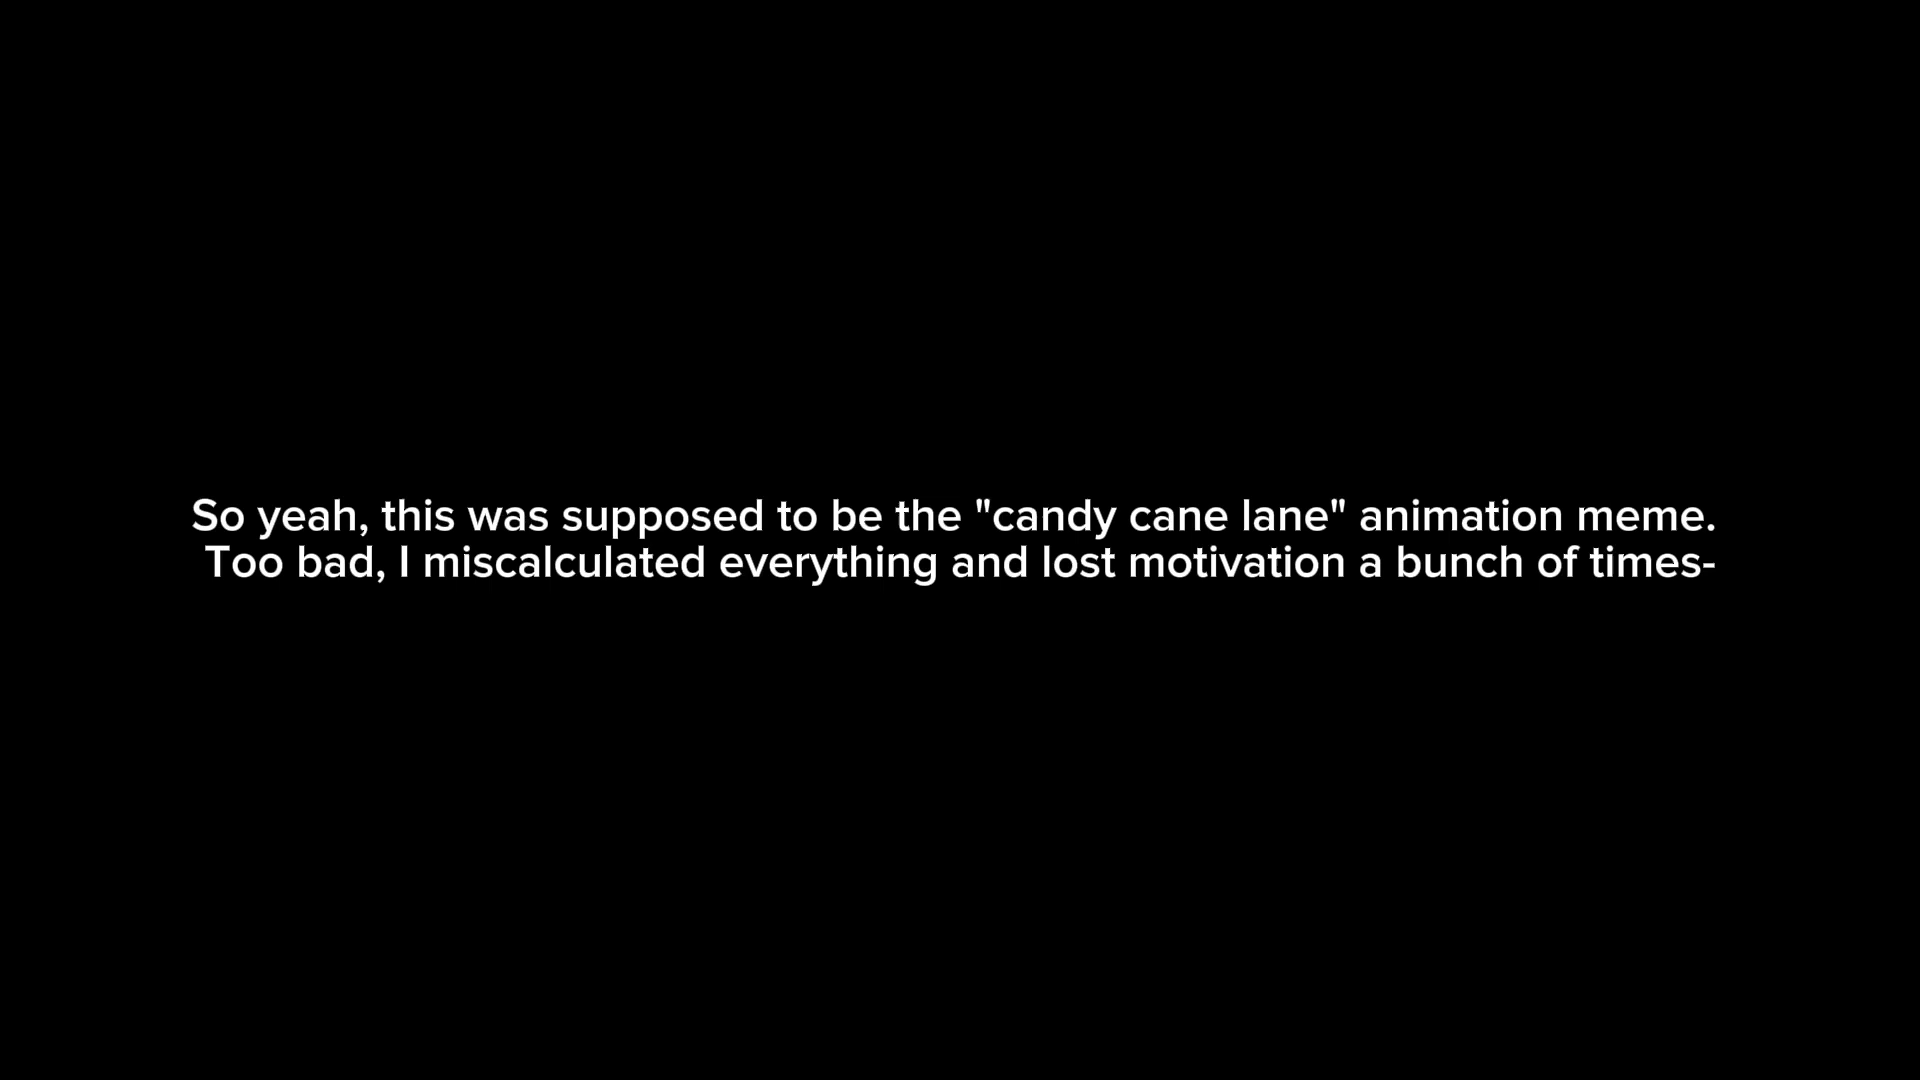 So yeah, this was supposed to be the "candy cane lane" animation meme.
Too bad, I miscalculated everything and lost motivation a bunch of times-